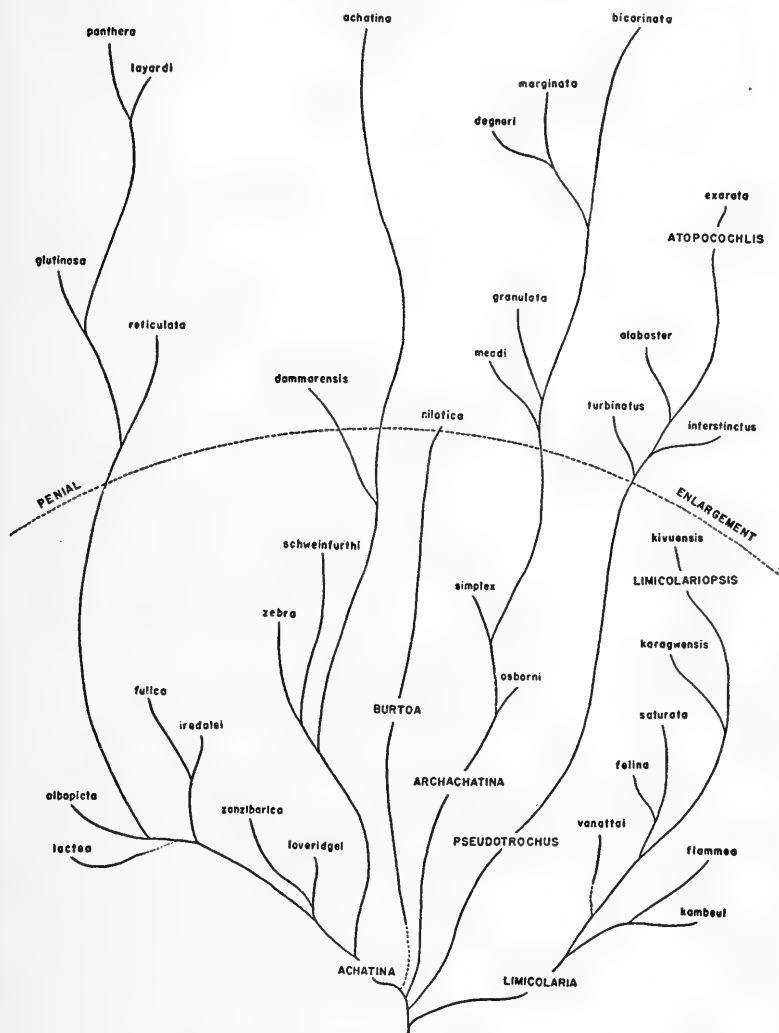 achatina
bicarinata
panthera
layardi
marginata
degneri
exarata
ATOPOCOCHLIS
glutinosa
granulata
reticulata
alabaster
meadi
dammarensis
turbinatus
nilotica
interstinctus
PENIAL
ENLARGEMENT
kivuensis
schweinfurthi
LIMICOLARIOPSIS
simplex
zebra
karagwensis
osborni
fulica
BURTOA
saturata
iredalei
felina
ARCHACHATINA
albopicta
zanzibarica
vanattai
PSEUDOTROCHUS
loveridgei
lactea
flammea
kambeul
ACHATINA
LIMICOLARIA